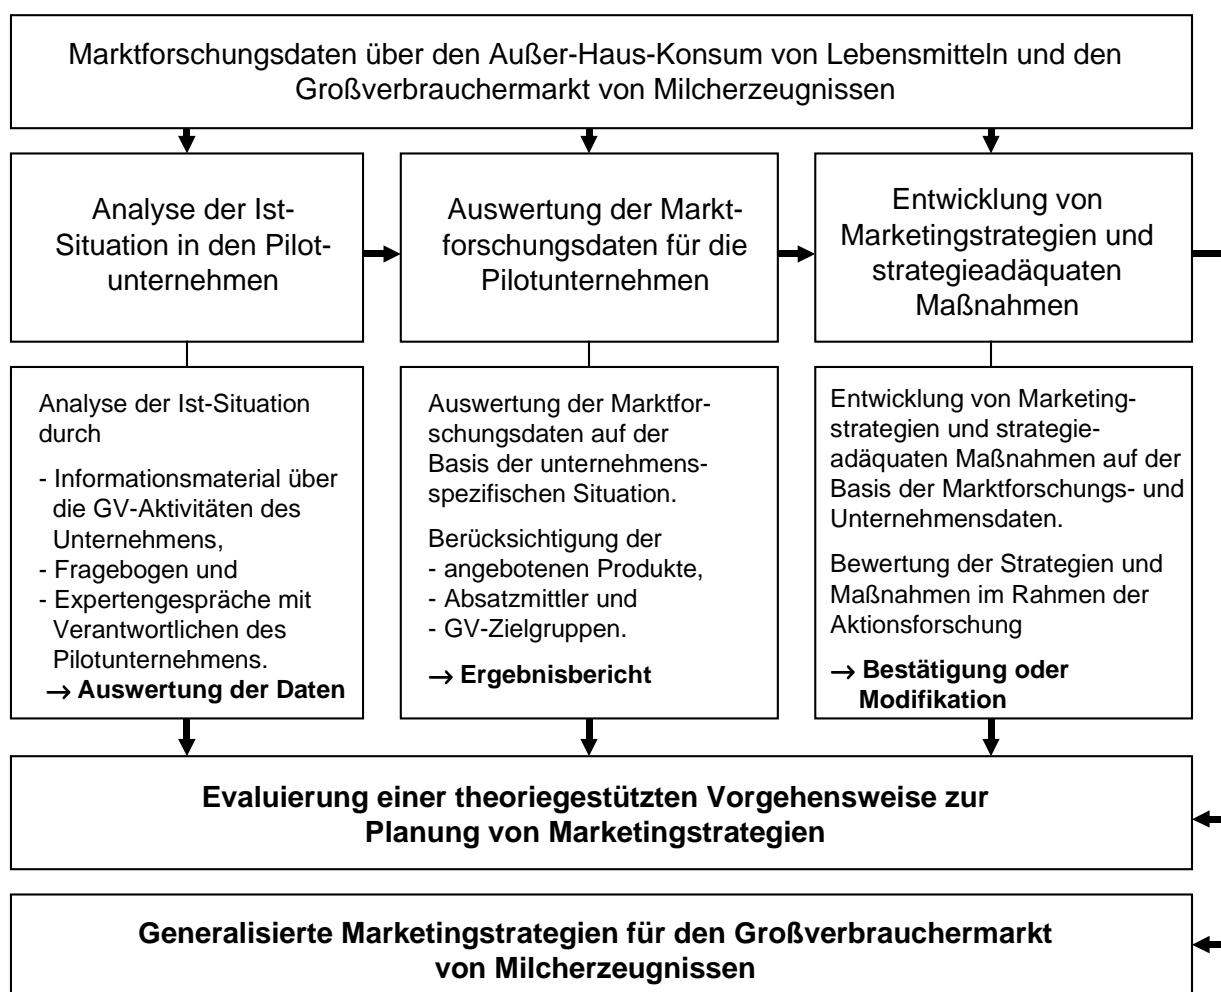 Marktforschungsdaten über den Außer-Haus-Konsum von Lebensmitteln und den
Großverbrauchermarkt von Milcherzeugnissen
Analyse der Ist-
Situation in den Pilot-
unternehmen
Auswertung der Markt-
forschungsdaten für die
Pilotunternehmen
Entwicklung von
Marketingstrategien und
strategieadäquaten
Maßnahmen
Analyse der Ist-Situation
durch
- Informationsmaterial über
die GV-Aktivitäten des
Unternehmens,
- Fragebogen und
- Expertengespräche mit
Verantwortlichen des
Pilotunternehmens.
→ Auswertung der Daten
Auswertung der Marktfor-
schungsdaten auf der
Basis der unternehmens-
spezifischen Situation.
Berücksichtigung der
- angebotenen Produkte,
- Absatzmittler und
- GV-Zielgruppen.
→ Ergebnisbericht
Entwicklung von Marketing-
strategien und strategie-
adäquaten Maßnahmen auf der
Basis der Marktforschungs- und
Unternehmensdaten.
Bewertung der Strategien und
Maßnahmen im Rahmen der
Aktionsforschung
→ Bestätigung oder
Modifikation
Evaluierung einer theoriegestützten Vorgehensweise zur
Planung von Marketingstrategien
Generalisierte Marketingstrategien für den Großverbrauchermarkt
von Milcherzeugnissen